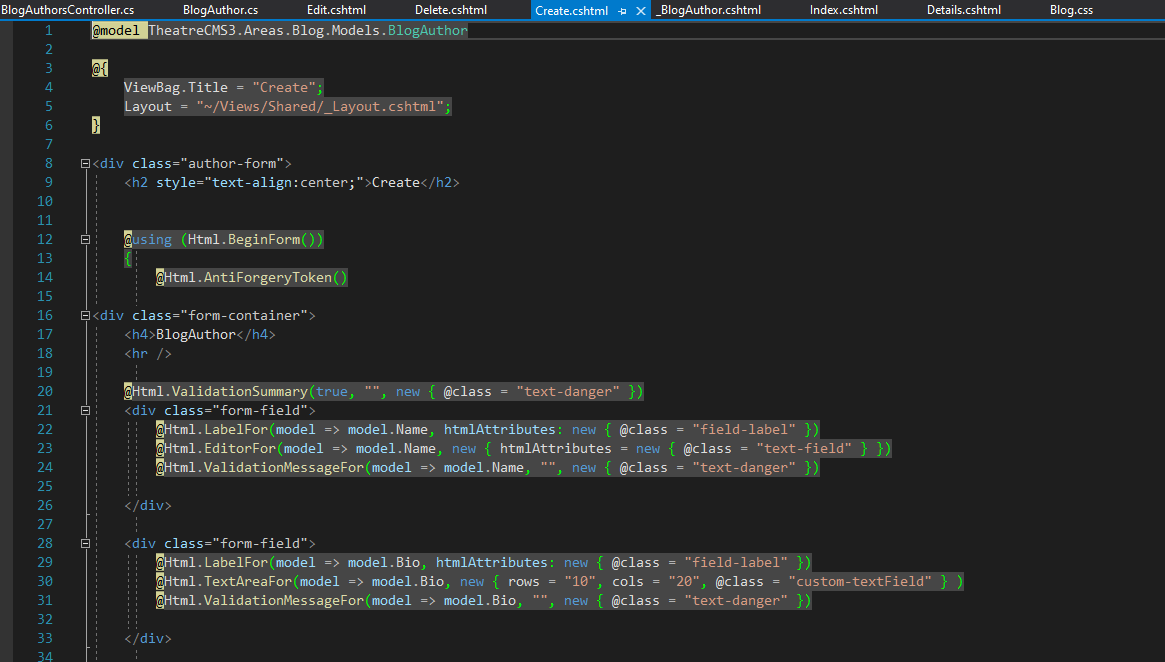 BlogAuthorsController.cs BlogAuthor.cs Edit.cshtml Delete.cshtml Create.cshtml _BlogAuthor.cshtml Index.cshtml Details.cshtml Blog.css
1 @model TheatreCMS3.Areas.Blog.Models.BlogAuthor
2
3 @{
4 ViewBag.Title = "Create";
5 Layout = "~/Views/Shared/_Layout.cshtml";
6 }
7
8 <div class="author-form">
9 <h2 style="text-align:center;">Create</h2>
10
11
12 @using (Html.BeginForm())
13 {
14 @Html.AntiForgeryToken()
15
16 <div class="form-container">
17 <h4>BlogAuthor</h4>
18 <hr />
19
20 @Html.ValidationSummary(true, "", new { @class = "text-danger" })
21 <div class="form-field">
22 @Html.LabelFor(model => model.Name, htmlAttributes: new { @class = "field-label" })
23 @Html.EditorFor(model => model.Name, new { htmlAttributes = new { @class = "text-field" } })
24 @Html.ValidationMessageFor(model => model.Name, "", new { @class = "text-danger" })
25
26 </div>
27
28 <div class="form-field">
29 @Html.LabelFor(model => model.Bio, htmlAttributes: new { @class = "field-label" })
30 @Html.TextAreaFor(model => model.Bio, new { rows = "10", cols = "20", @class = "custom-textField" } )
31 @Html.ValidationMessageFor(model => model.Bio, "", new { @class = "text-danger" })
32
33 </div>
34